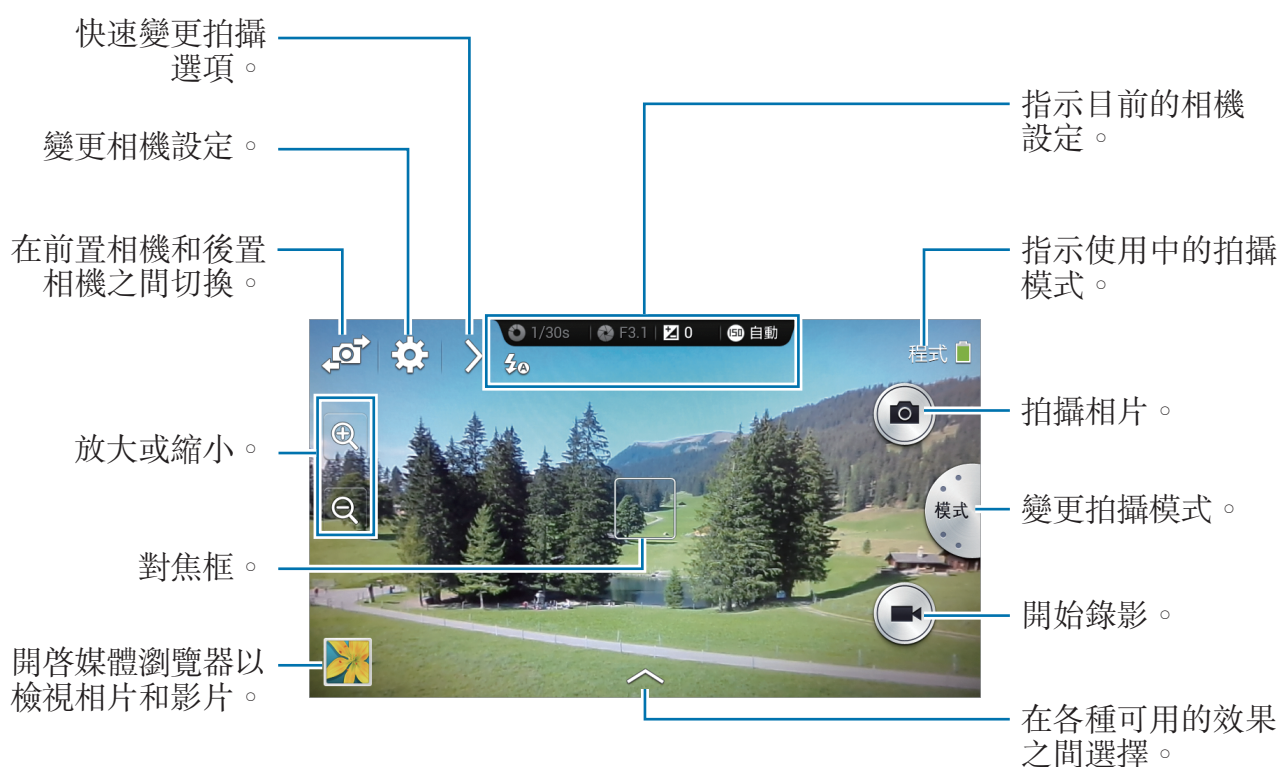 快速變更拍攝
選項。
變更相機設定。
在前置相機和後置
相機之間切換。
放大或縮小。
對焦框。
開啓媒體瀏覽器以
檢視相片和影片。
1/30s
F3.1
0
ISO 自動
程式
模式
指示目前的相機
設定。
指示使用中的拍攝
模式。
拍攝相片。
變更拍攝模式。
開始錄影。
在各種可用的效果
之間選擇。